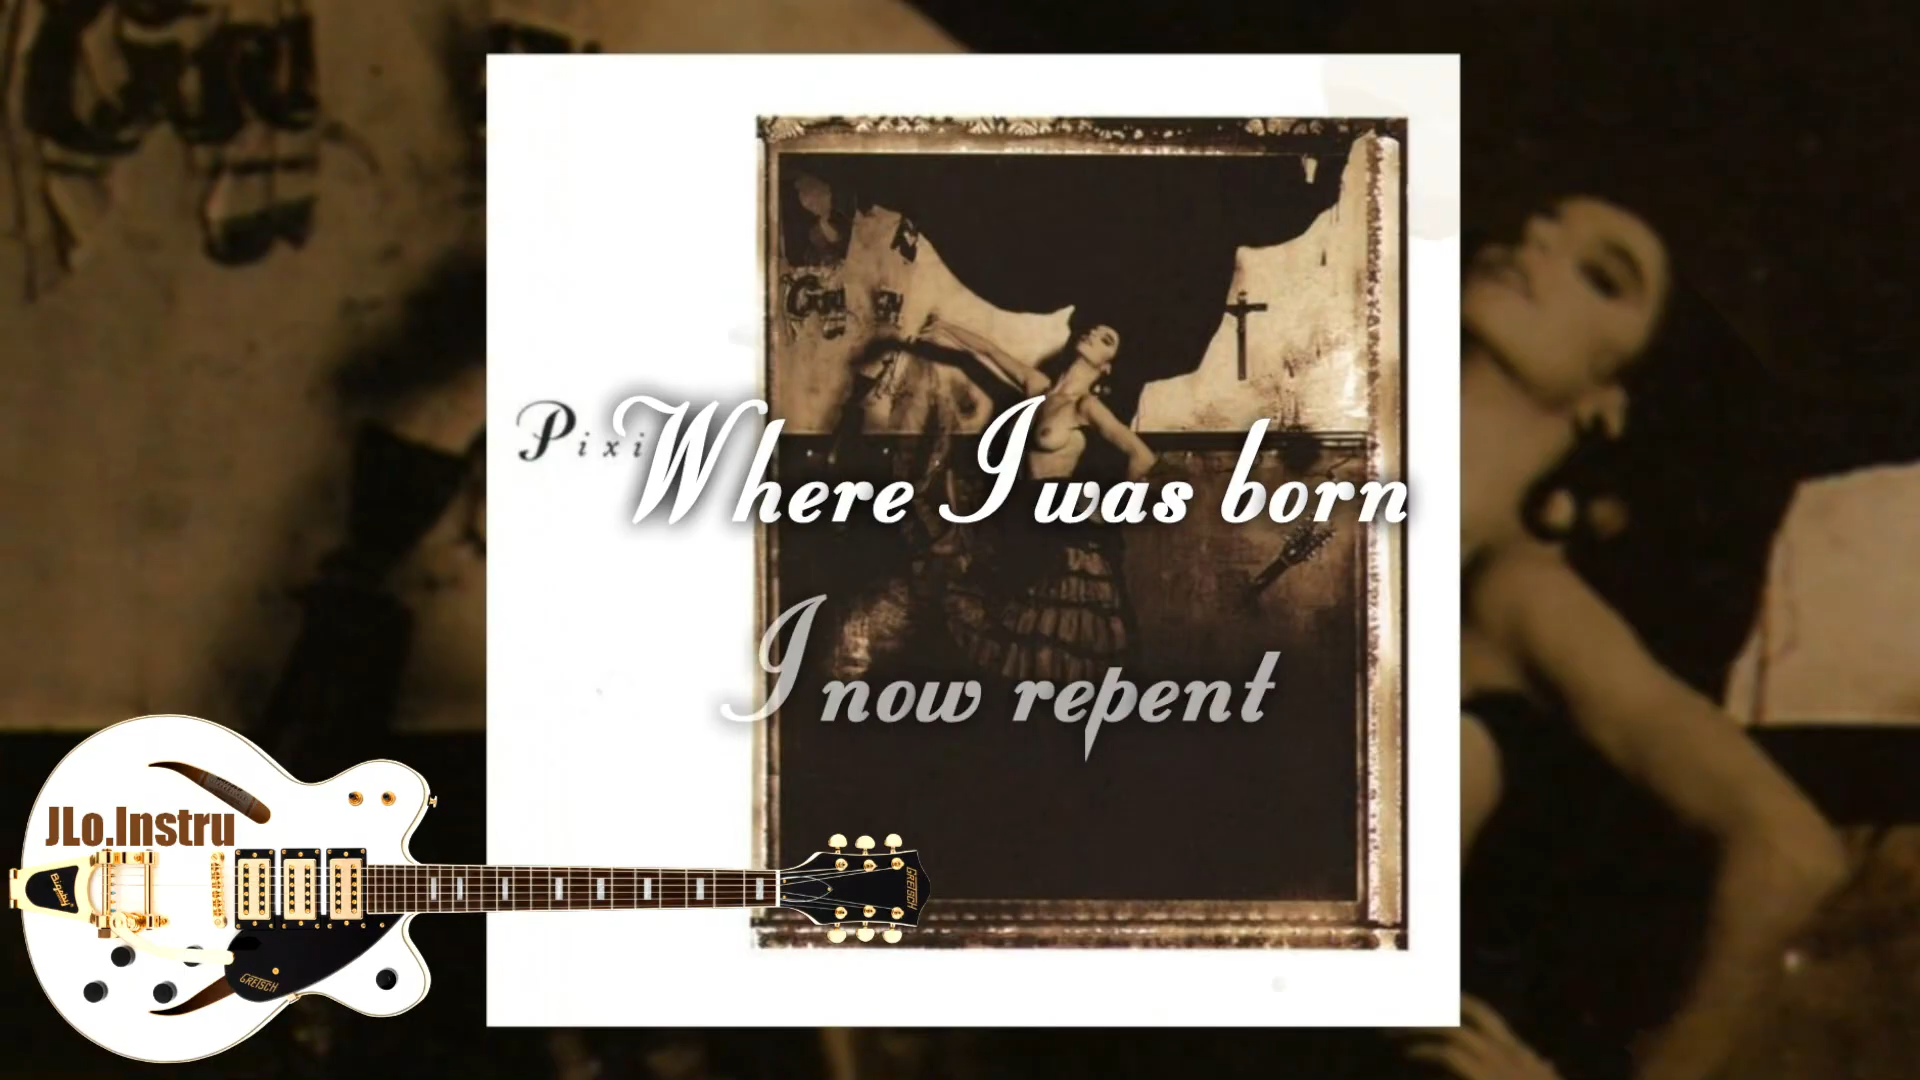 Pixi
Where I was born
I now repent
JLo.Instru
Bigsby
GRETSCH
GRETSCH